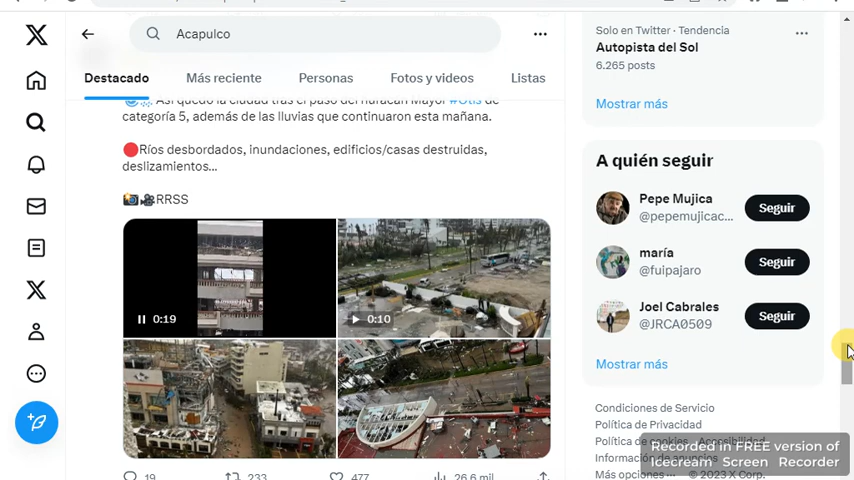 Acapulco
Destacado
Más reciente
Personas
Fotos y videos
Listas
Así quedó la ciudad tras el paso del huracán Mayor #Otis de
categoría 5, además de las lluvias que continuaron esta mañana.
Ríos desbordados, inundaciones, edificios/casas destruidas,
deslizamientos...
RRSS
0:19
0:10
19
233
477
26,6 mil
Solo en Twitter · Tendencia
Autopista del Sol
6.265 posts
Mostrar más
A quién seguir
Pepe Mujica
@pepemujicac...
Seguir
maría
@fuipajaro
Seguir
Joel Cabrales
@JRCA0509
Seguir
Mostrar más
Condiciones de Servicio
Política de Privacidad
Política de cookies Accesibilidad
Información de anuncios
Más opciones ... © 2023 X Corp.
Recorded in FREE version of
Icecream Screen Recorder